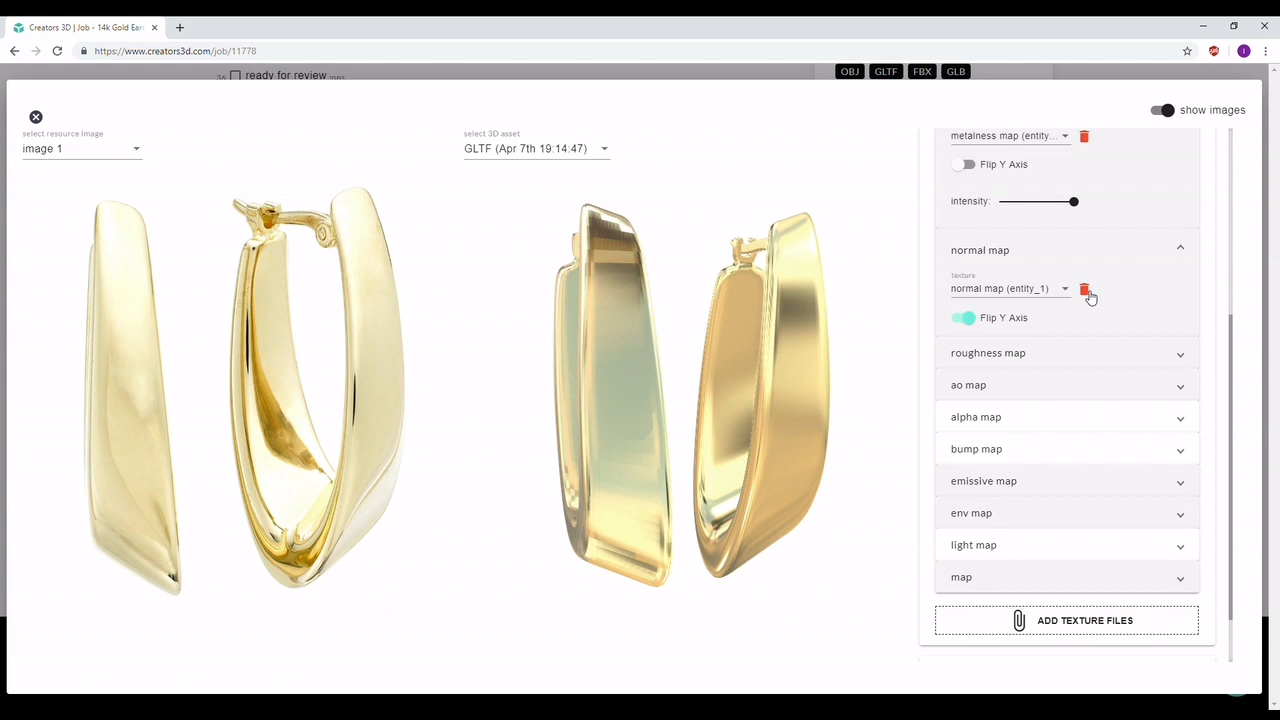 Creators 3D | Job - 14k Gold Ear
https://www.creators3d.com/job/11778
36 ready for review
OBJ GLTF FBX GLB
show images
select resource image
image 1
select 3D asset
GLTF (Apr 7th 19:14:47)
metalness map (entity...
Flip Y Axis
intensity:
normal map
texture
normal map (entity_1)
Flip Y Axis
roughness map
ao map
alpha map
bump map
emissive map
env map
light map
map
ADD TEXTURE FILES